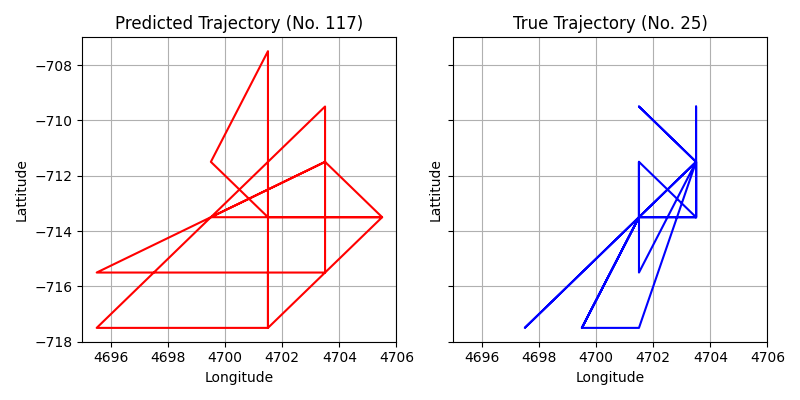 Predicted Trajectory (No. 117)
True Trajectory (No. 25)
Lattitude
−708
−710
−712
−714
−716
−718
4696 4698 4700 4702 4704 4706
Longitude
Lattitude
4696 4698 4700 4702 4704 4706
Longitude